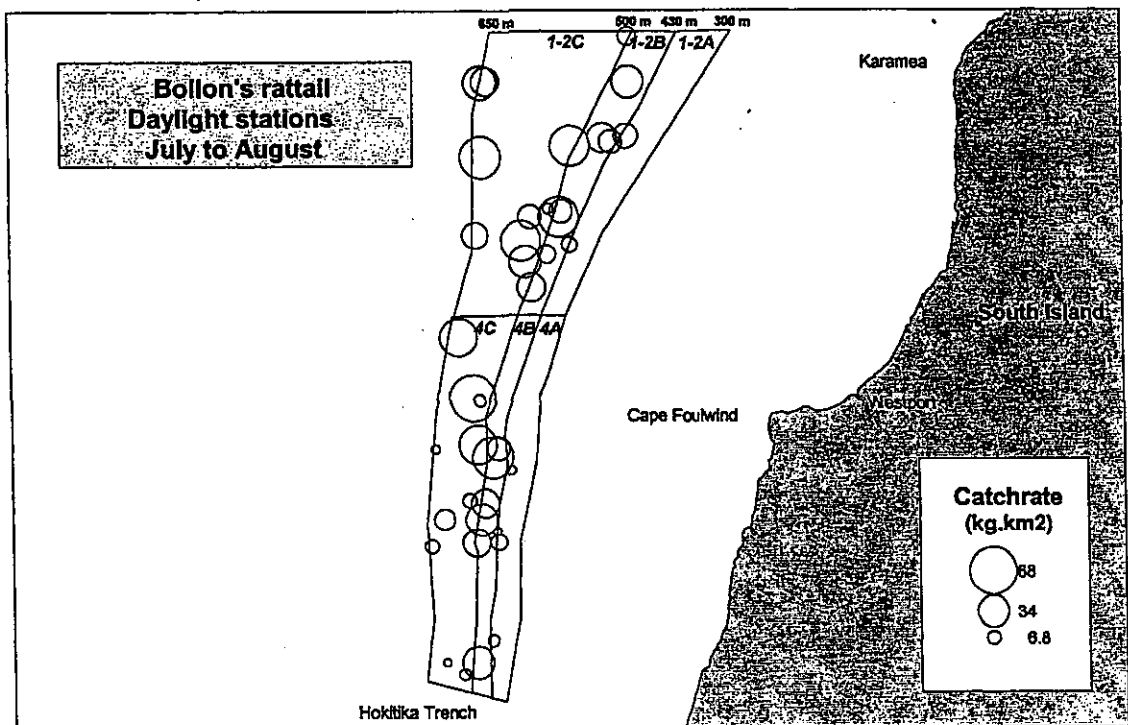 650 m 500 m 430 m 300 m
1-2C 1-2B 1-2A
Karamea
Bollon's rattail
Daylight stations
July to August
South Island
4C 4B 4A
Westport
Cape Foulwind
Catchrate
(kg.km2)
68
34
6.8
Hokitika Trench